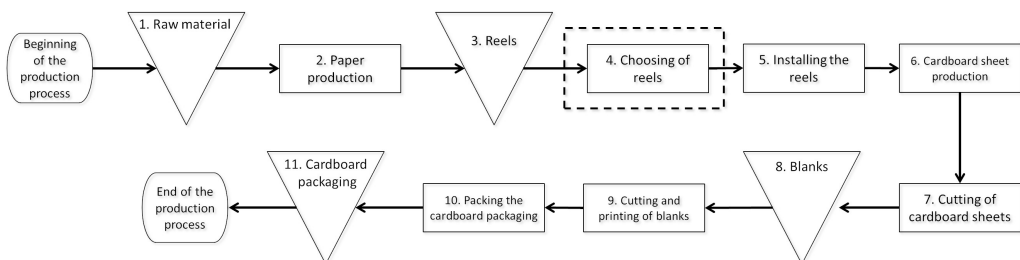 Beginning
of the
production
process
1. Raw material
2. Paper
production
3. Reels
4. Choosing of
reels
5. Installing the
reels
6. Cardboard sheet
production
7. Cutting of
cardboard sheets
8. Blanks
9. Cutting and
printing of blanks
10. Packing the
cardboard packaging
11. Cardboard
packaging
End of the
production
process